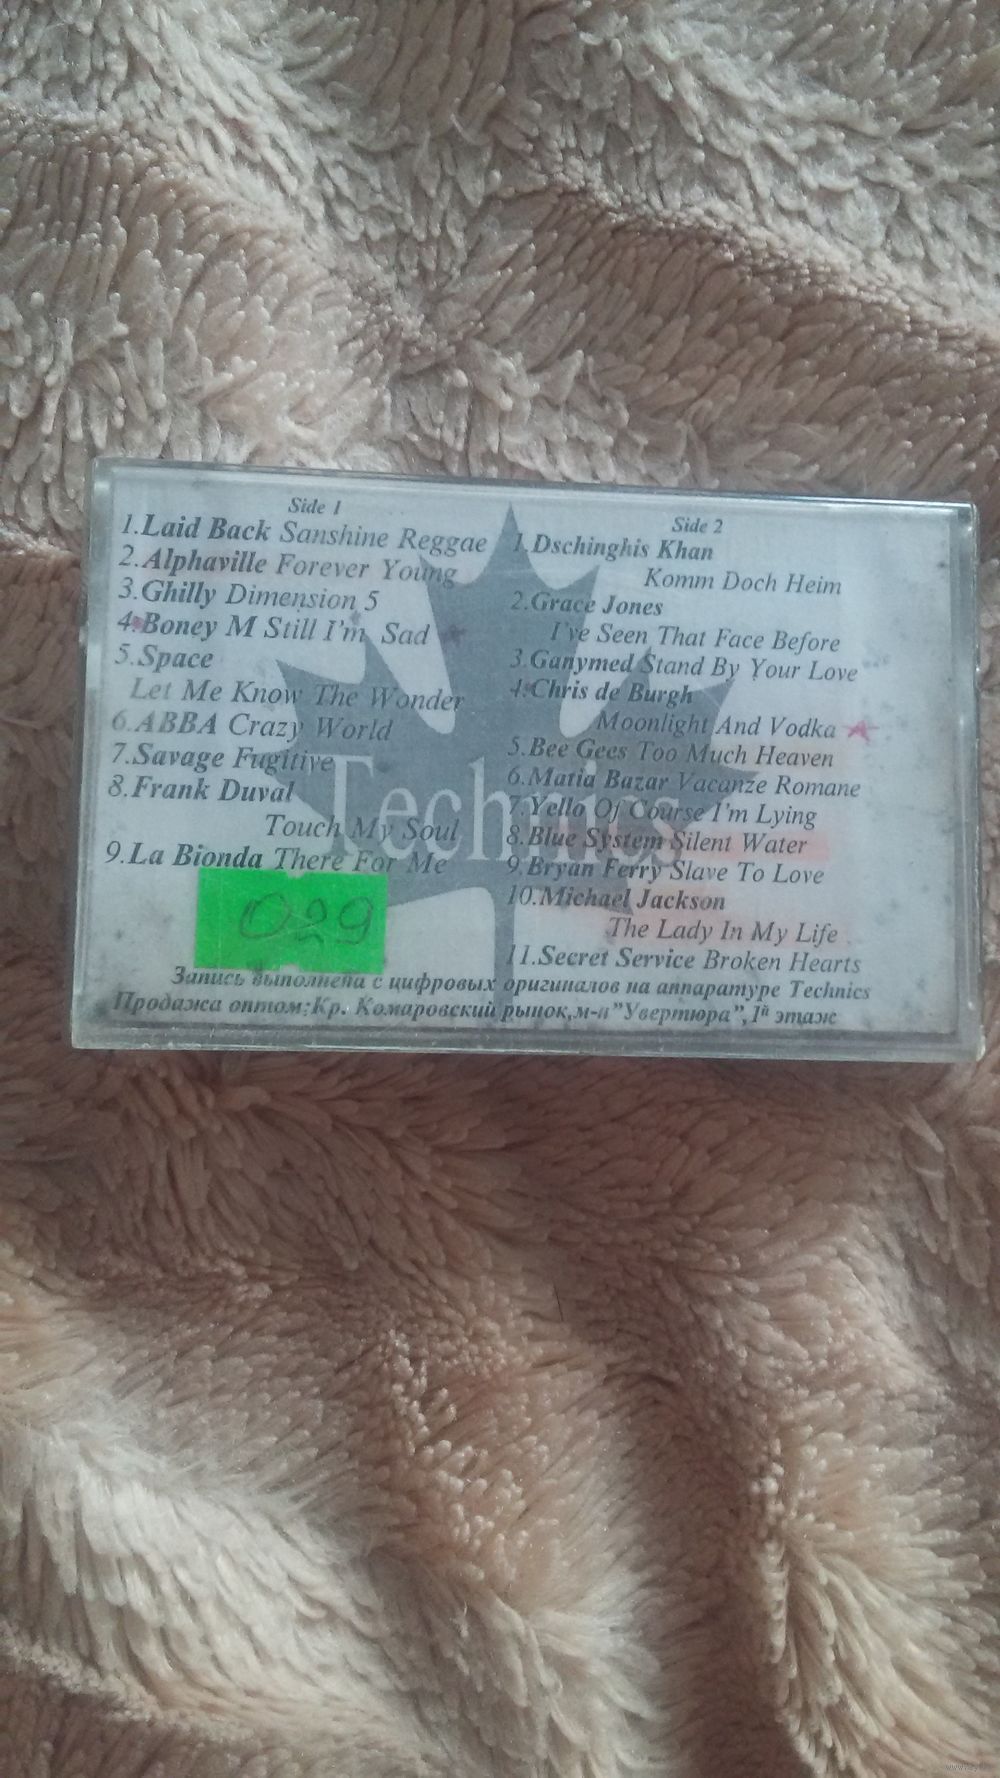 Side 1
1.Laid Back Sanshine Reggae
2.Alphaville Forever Young
3.Ghilly Dimension 5
4.Boney M Still I'm Sad
5.Space
Let Me Know The Wonder
6.ABBA Crazy World
7.Savage Fugitive
8.Frank Duval
Touch My Soul
9.La Bionda There For Me
Side 2
1.Dschinghis Khan
Komm Doch Heim
2.Grace Jones
I've Seen That Face Before
3.Ganymed Stand By Your Love
4.Chris de Burgh
Moonlight And Vodka
5.Bee Gees Too Much Heaven
6.Matia Bazar Vacanze Romane
7.Yello Of Course I'm Lying
8.Blue System Silent Water
9.Bryan Ferry Slave To Love
10.Michael Jackson
The Lady In My Life
11.Secret Service Broken Hearts
Technics
029
Запись выполнена с цифровых оригиналов на аппаратуре Technics
Продажа оптом:Кр. Комаровский рынок,м-н"Увертюра",1й этаж